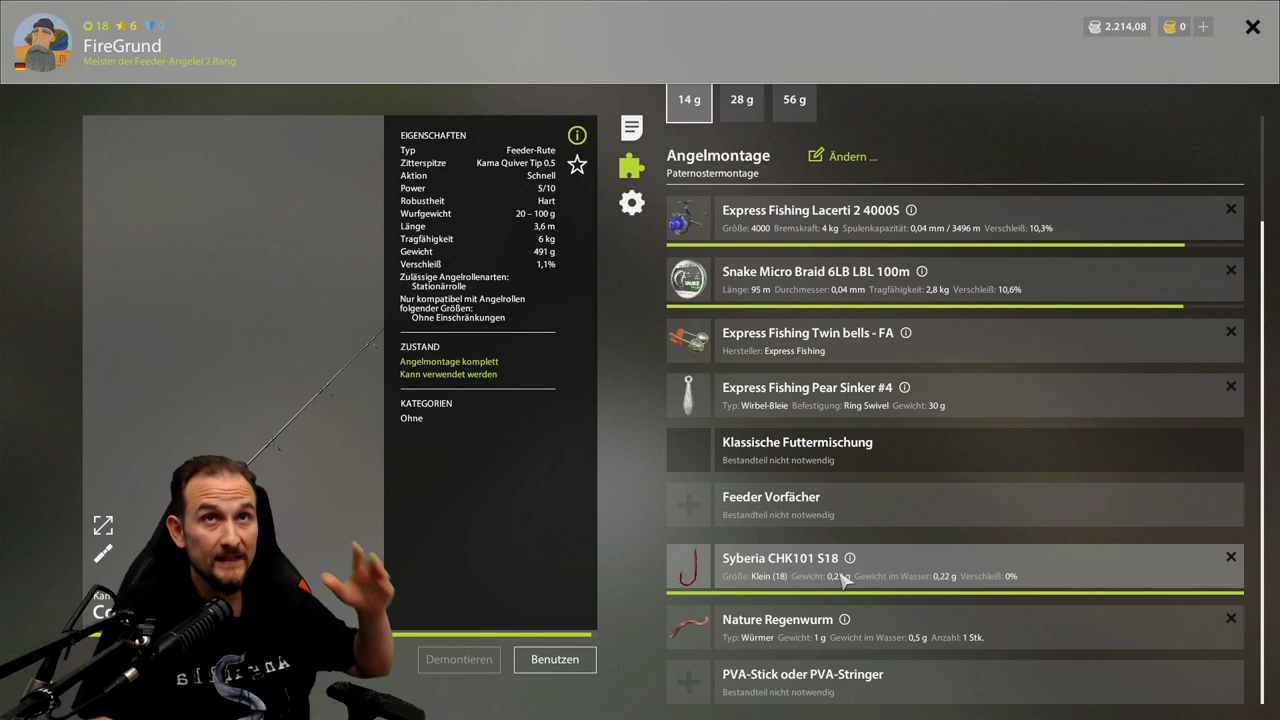 18 6 0
FireGrund
Meister der Feeder-Angelei 2 Rang
2.214,08 0
EIGENSCHAFTEN
Typ Feeder-Rute
Zitterspitze Kama Quiver Tip 0.5
Aktion Schnell
Power 5/10
Robustheit Hart
Wurfgewicht 20 – 100 g
Länge 3,6 m
Tragfähigkeit 6 kg
Gewicht 491 g
Verschleiß 1,1%
Zulässige Angelrollenarten:
Stationärrolle
Nur kompatibel mit Angelrollen
folgender Größen:
Ohne Einschränkungen
ZUSTAND
Angelmontage komplett
Kann verwendet werden
KATEGORIEN
Ohne
Demontieren Benutzen
14 g 28 g 56 g
Angelmontage Ändern ...
Paternostermontage
Express Fishing Lacerti 2 4000S
Größe: 4000 Bremskraft: 4 kg Spulenkapazität: 0,04 mm / 3496 m Verschleiß: 10,3%
Snake Micro Braid 6LB LBL 100m
Länge: 95 m Durchmesser: 0,04 mm Tragfähigkeit: 2,8 kg Verschleiß: 10,6%
Express Fishing Twin bells - FA
Hersteller: Express Fishing
Express Fishing Pear Sinker #4
Typ: Wirbel-Bleie Befestigung: Ring Swivel Gewicht: 30 g
Klassische Futtermischung
Bestandteil nicht notwendig
Feeder Vorfächer
Bestandteil nicht notwendig
Syberia CHK101 S18
Größe: Klein (18) Gewicht: g Gewicht im Wasser: 0,22 g Verschleiß: 0%
Nature Regenwurm
Typ: Würmer Gewicht: 1 g Gewicht im Wasser: 0,5 g Anzahl: 1 Stk.
PVA-Stick oder PVA-Stringer
Bestandteil nicht notwendig